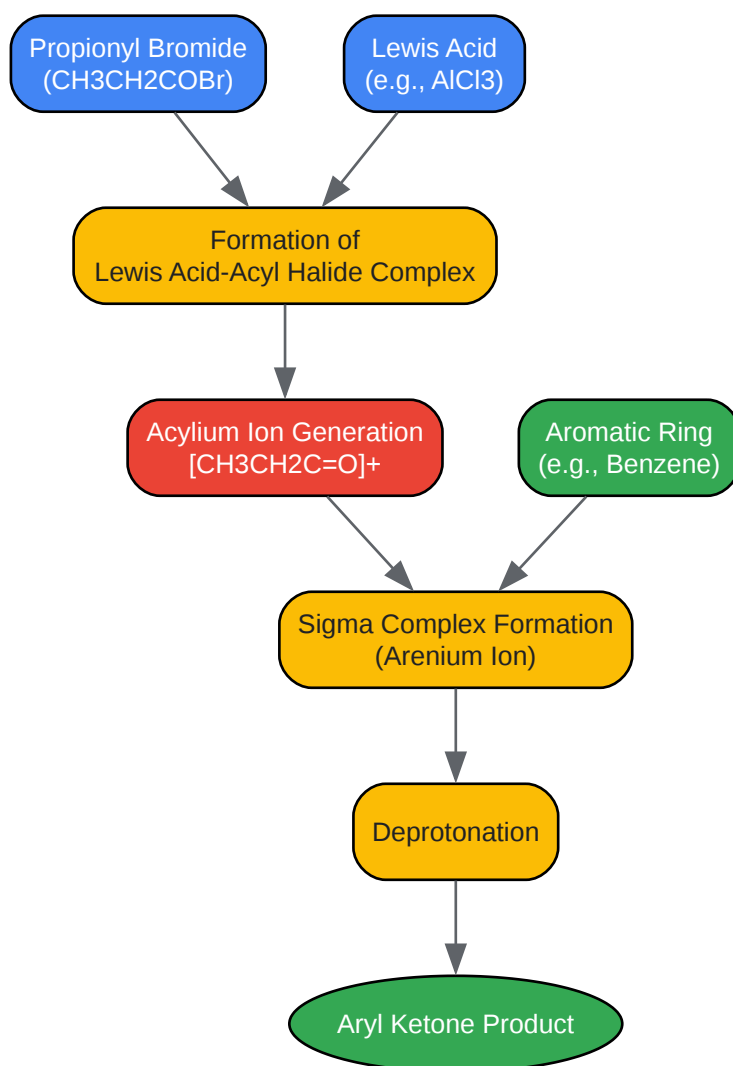 Propionyl Bromide
(CH3CH2COBr)
Lewis Acid
(e.g., AlCl3)
Formation of
Lewis Acid-Acyl Halide Complex
Acylium Ion Generation
[CH3CH2C=O]+
Aromatic Ring
(e.g., Benzene)
Sigma Complex Formation
(Arenium Ion)
Deprotonation
Aryl Ketone Product